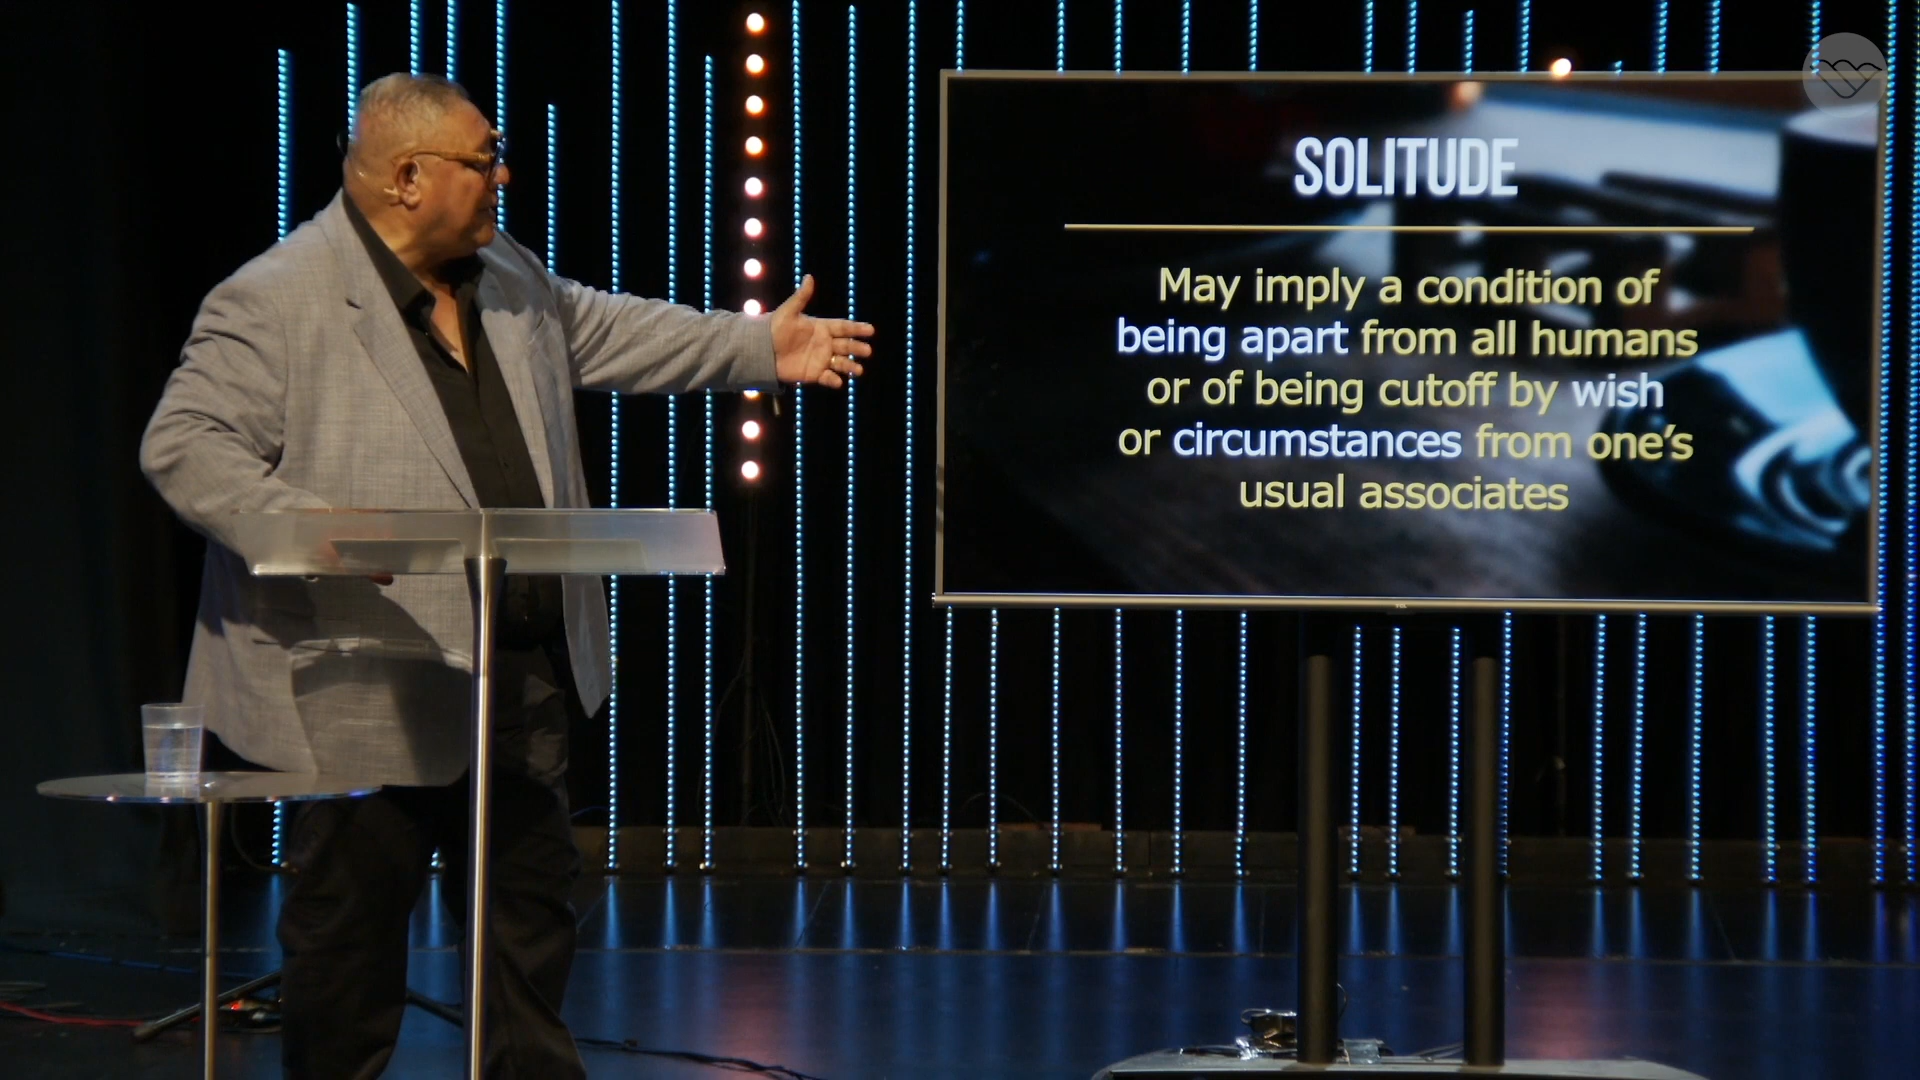 SOLITUDE
May imply a condition of
being apart from all humans
or of being cutoff by wish
or circumstances from one's
usual associates